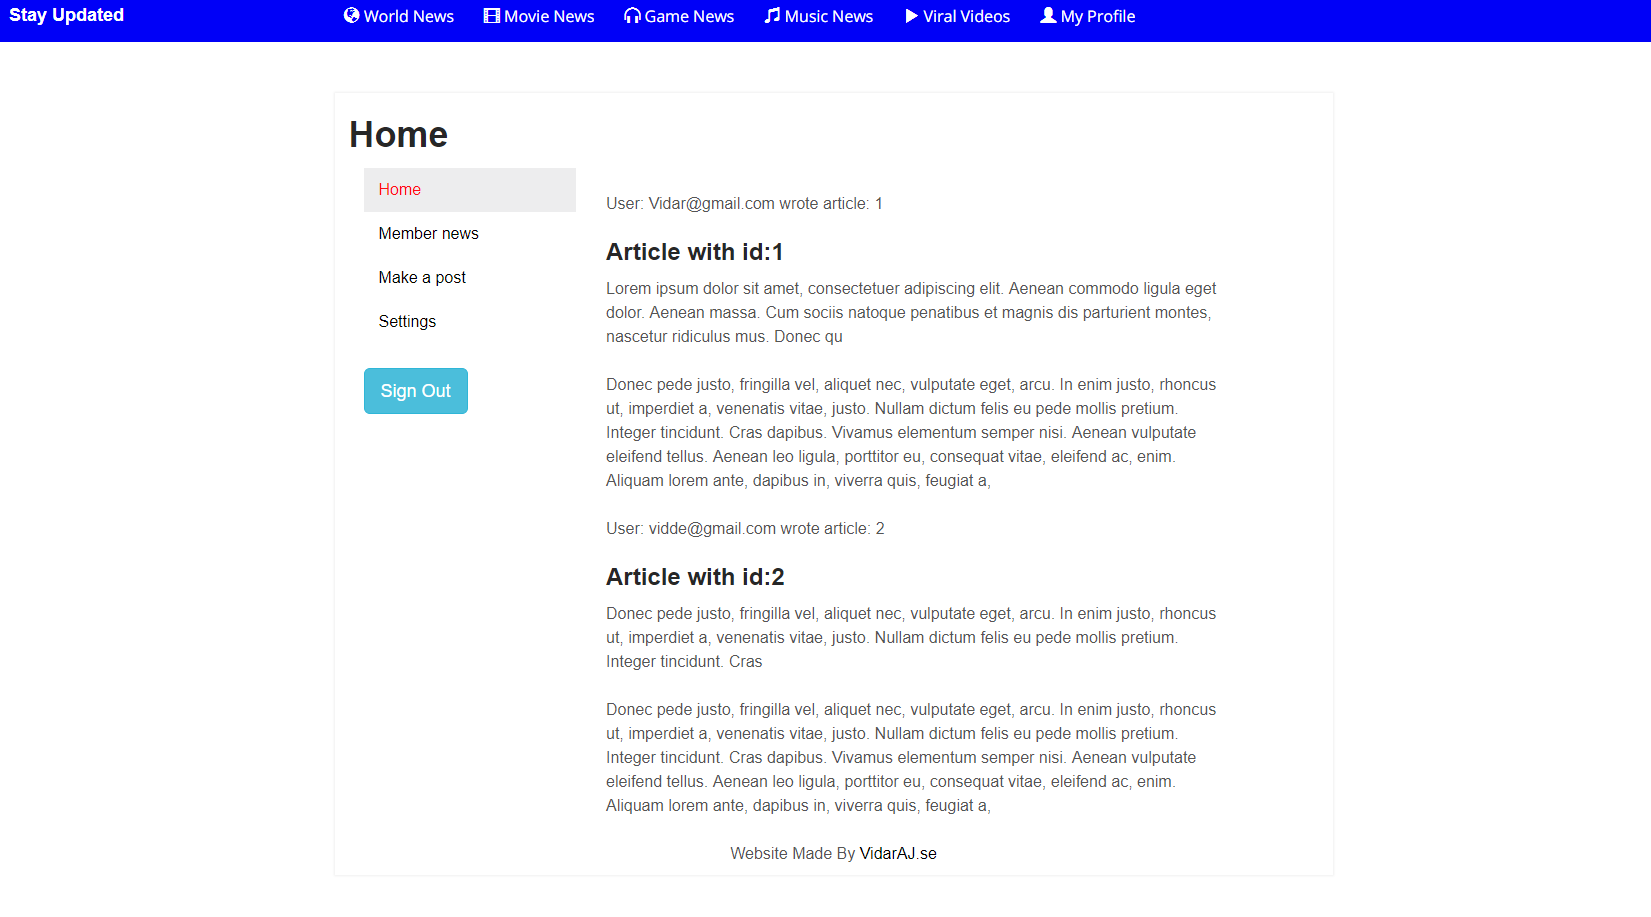 Stay Updated
World News
Movie News
Game News
Music News
Viral Videos
My Profile
Home
Home
Member news
Make a post
Settings
Sign Out
User: Vidar@gmail.com wrote article: 1
Article with id:1
Lorem ipsum dolor sit amet, consectetuer adipiscing elit. Aenean commodo ligula eget
dolor. Aenean massa. Cum sociis natoque penatibus et magnis dis parturient montes,
nascetur ridiculus mus. Donec qu
Donec pede justo, fringilla vel, aliquet nec, vulputate eget, arcu. In enim justo, rhoncus
ut, imperdiet a, venenatis vitae, justo. Nullam dictum felis eu pede mollis pretium.
Integer tincidunt. Cras dapibus. Vivamus elementum semper nisi. Aenean vulputate
eleifend tellus. Aenean leo ligula, porttitor eu, consequat vitae, eleifend ac, enim.
Aliquam lorem ante, dapibus in, viverra quis, feugiat a,
User: vidde@gmail.com wrote article: 2
Article with id:2
Donec pede justo, fringilla vel, aliquet nec, vulputate eget, arcu. In enim justo, rhoncus
ut, imperdiet a, venenatis vitae, justo. Nullam dictum felis eu pede mollis pretium.
Integer tincidunt. Cras
Donec pede justo, fringilla vel, aliquet nec, vulputate eget, arcu. In enim justo, rhoncus
ut, imperdiet a, venenatis vitae, justo. Nullam dictum felis eu pede mollis pretium.
Integer tincidunt. Cras dapibus. Vivamus elementum semper nisi. Aenean vulputate
eleifend tellus. Aenean leo ligula, porttitor eu, consequat vitae, eleifend ac, enim.
Aliquam lorem ante, dapibus in, viverra quis, feugiat a,
Website Made By VidarAJ.se